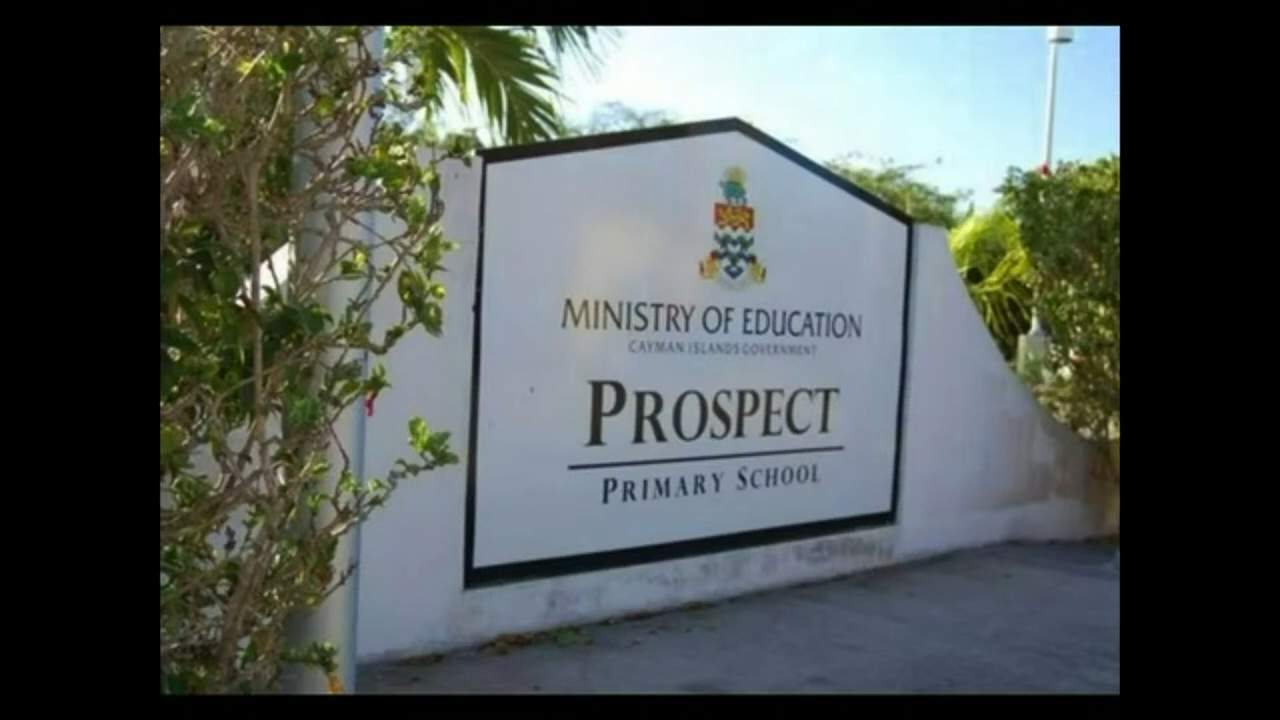 MINISTRY OF EDUCATION
CAYMAN ISLANDS GOVERNMENT
PROSPECT
PRIMARY SCHOOL